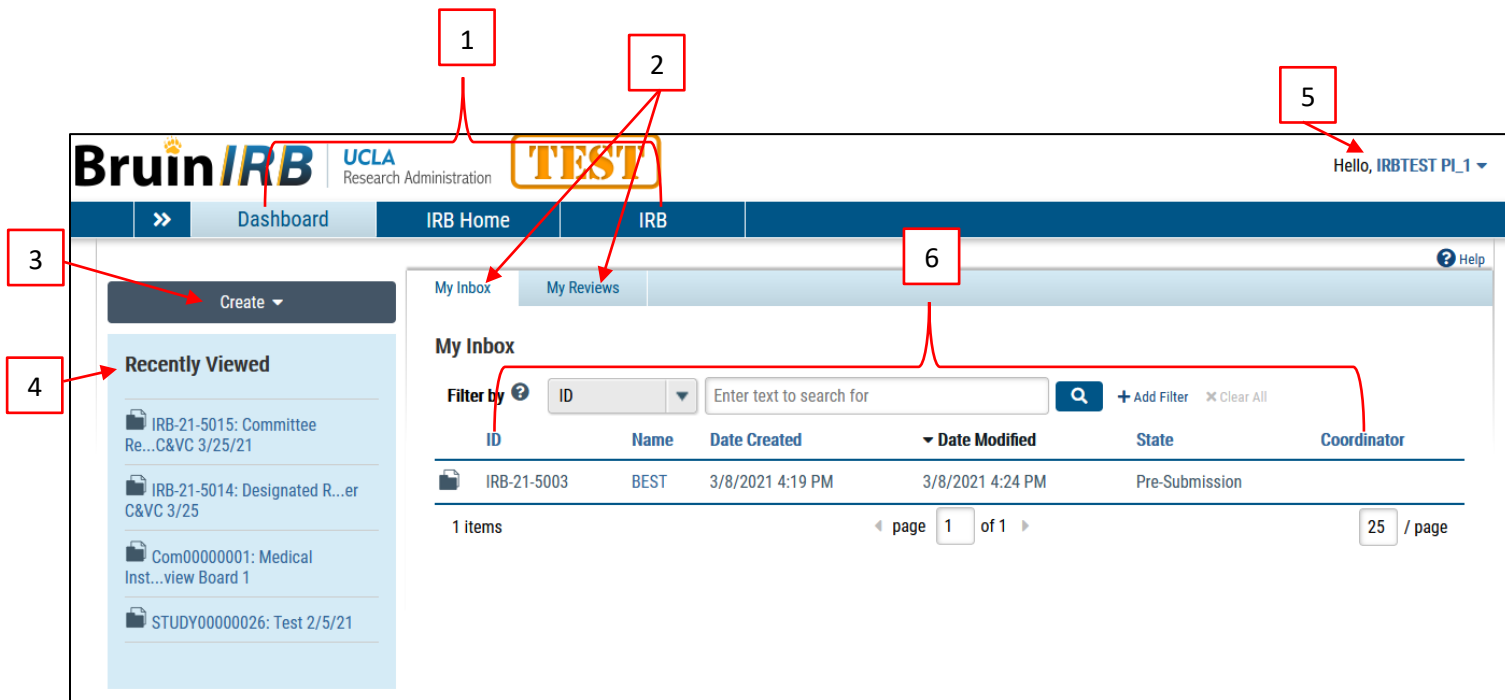 1
2
5
Bruin IRB UCLA
Research Administration
TEST
Hello, IRBTEST PI_1
Dashboard IRB Home IRB
3
6
Help
Create
My Inbox My Reviews
4
Recently Viewed
My Inbox
Filter by ID Enter text to search for Add Filter Clear All
IRB-21-5015: Committee
Re...C&VC 3/25/21
ID Name Date Created Date Modified State Coordinator
IRB-21-5003 BEST 3/8/2021 4:19 PM 3/8/2021 4:24 PM Pre-Submission
IRB-21-5014: Designated R...er
C&VC 3/25
1 items page 1 of 1 25 / page
Com00000001: Medical
Inst...view Board 1
STUDY00000026: Test 2/5/21